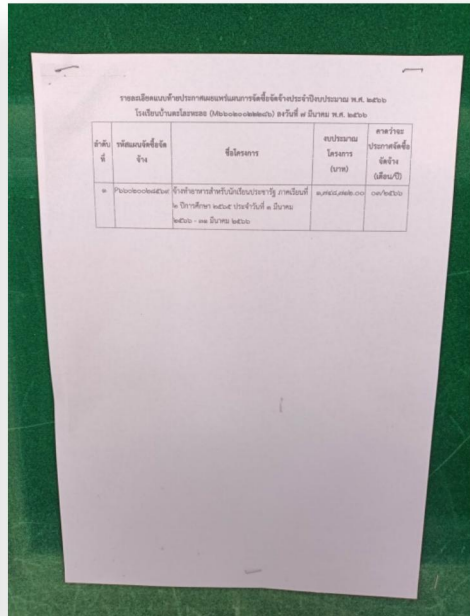 รายละเอียดแนบท้ายประกาศเผยแพร่แผนการจัดซื้อจัดจ้างประจำปีงบประมาณ พ.ศ. ๒๕๖๖
ลงวันที่ ๗ มีนาคม พ.ศ. ๒๕๖๖
ลำดับที่
รหัสแผนจัดซื้อจัดจ้าง
ชื่อโครงการ
งบประมาณโครงการ
(บาท)
คาดว่าจะ
ประกาศจัดซื้อ
จัดจ้าง
(เดือน/ปี)
๑
จ้างทำอาหารสำหรับนักเรียนประชารัฐ ภาคเรียนที่
๒ ปีการศึกษา ๒๕๖๕ ประจำวันที่ ๑ มีนาคม
๒๕๖๖ - ๓๑ มีนาคม ๒๕๖๖
๐๓/๒๕๖๖